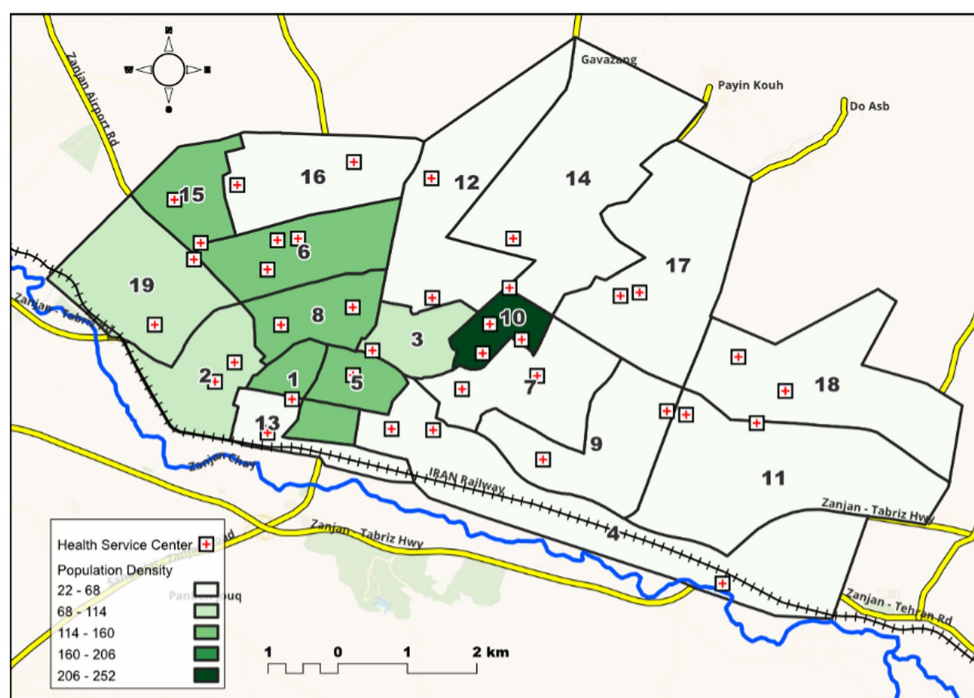 N
W
E
S
Gavazang
Payin Kouh
Do Asb
Zanjan Airport Rd
15
16
12
14
17
6
19
Zanjan - Tabriz
8
3
10
2
1
5
7
18
13
9
11
Zanjan Chay
IRAN Railway
4
Zanjan - Tabriz Hwy
Zanjan - Tabriz Hwy
Zanjan - Tehran Rd
Health Service Center
Population Density
22 - 68
68 - 114
114 - 160
160 - 206
206 - 252
1 0 1 2 km